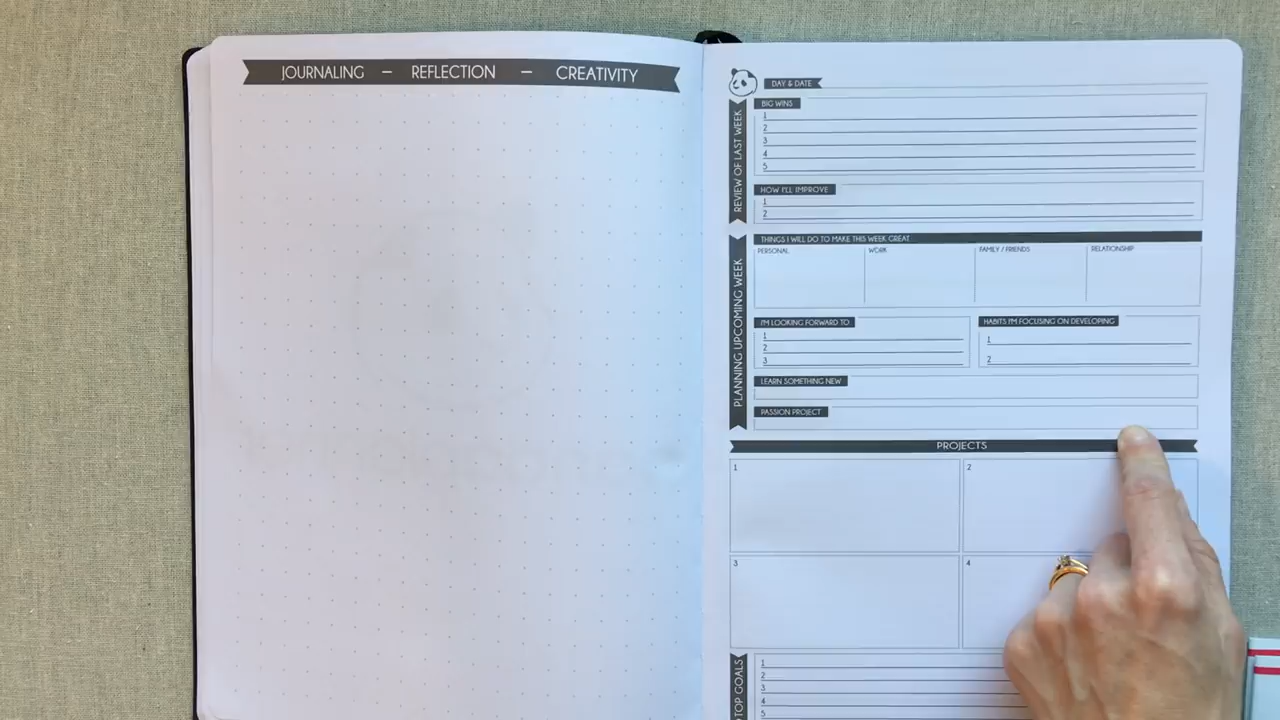 JOURNALING – REFLECTION – CREATIVITY
DAY & DATE
REVIEW OF LAST WEEK
BIG WINS
1
2
3
4
5
HOW I'LL IMPROVE
1
2
PLANNING UPCOMING WEEK
THINGS I WILL DO TO MAKE THIS WEEK GREAT
PERSONAL WORK FAMILY / FRIENDS RELATIONSHIP
I'M LOOKING FORWARD TO HABITS I'M FOCUSING ON DEVELOPING
1 1
2
3 2
LEARN SOMETHING NEW
PASSION PROJECT
PROJECTS
1 2
3 4
TOP GOALS
1
2
3
4
5